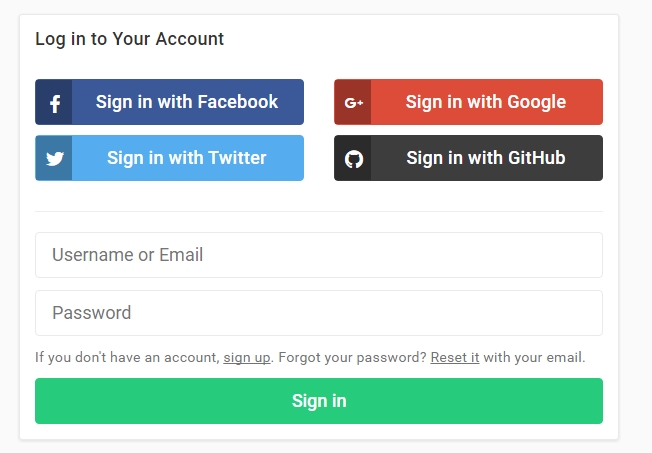 Log in to Your Account
Sign in with Facebook
Sign in with Google
Sign in with Twitter
Sign in with GitHub
Username or Email
Password
If you don't have an account, sign up. Forgot your password? Reset it with your email.
Sign in